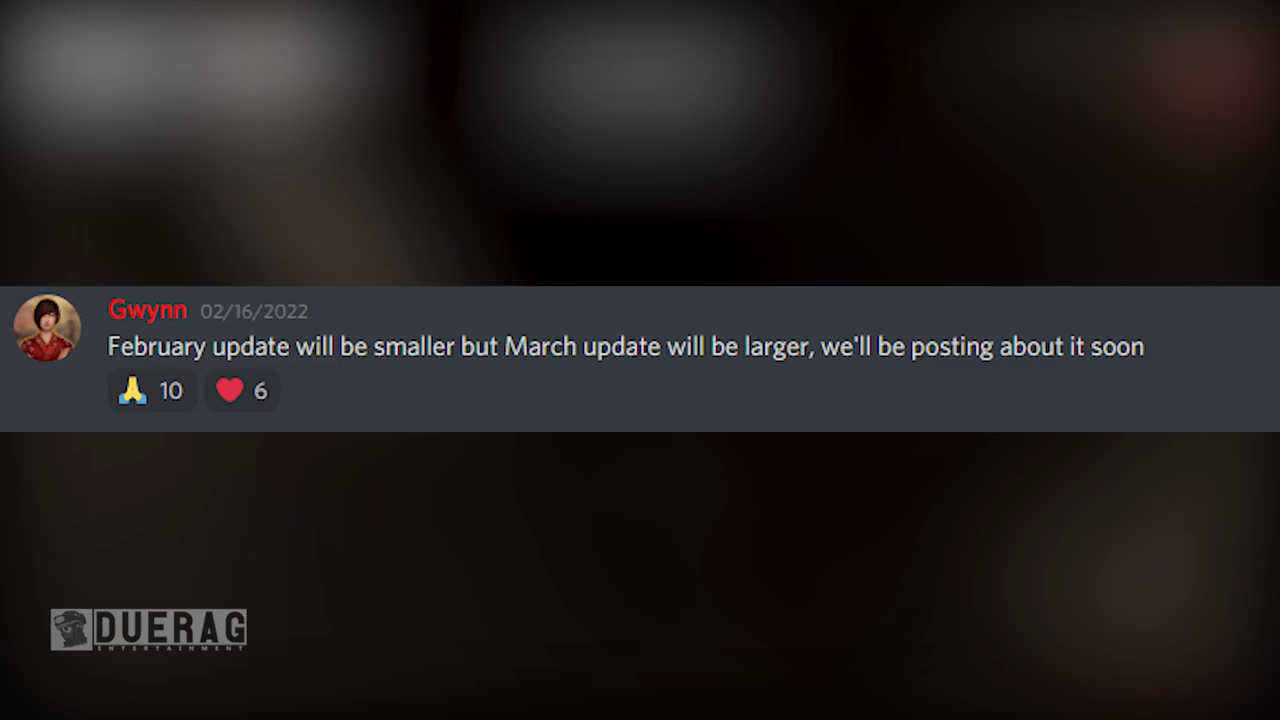 Gwynn 02/16/2022
February update will be smaller but March update will be larger, we'll be posting about it soon
🙏 10 ❤️ 6
DUERAG
ENTERTAINMENT